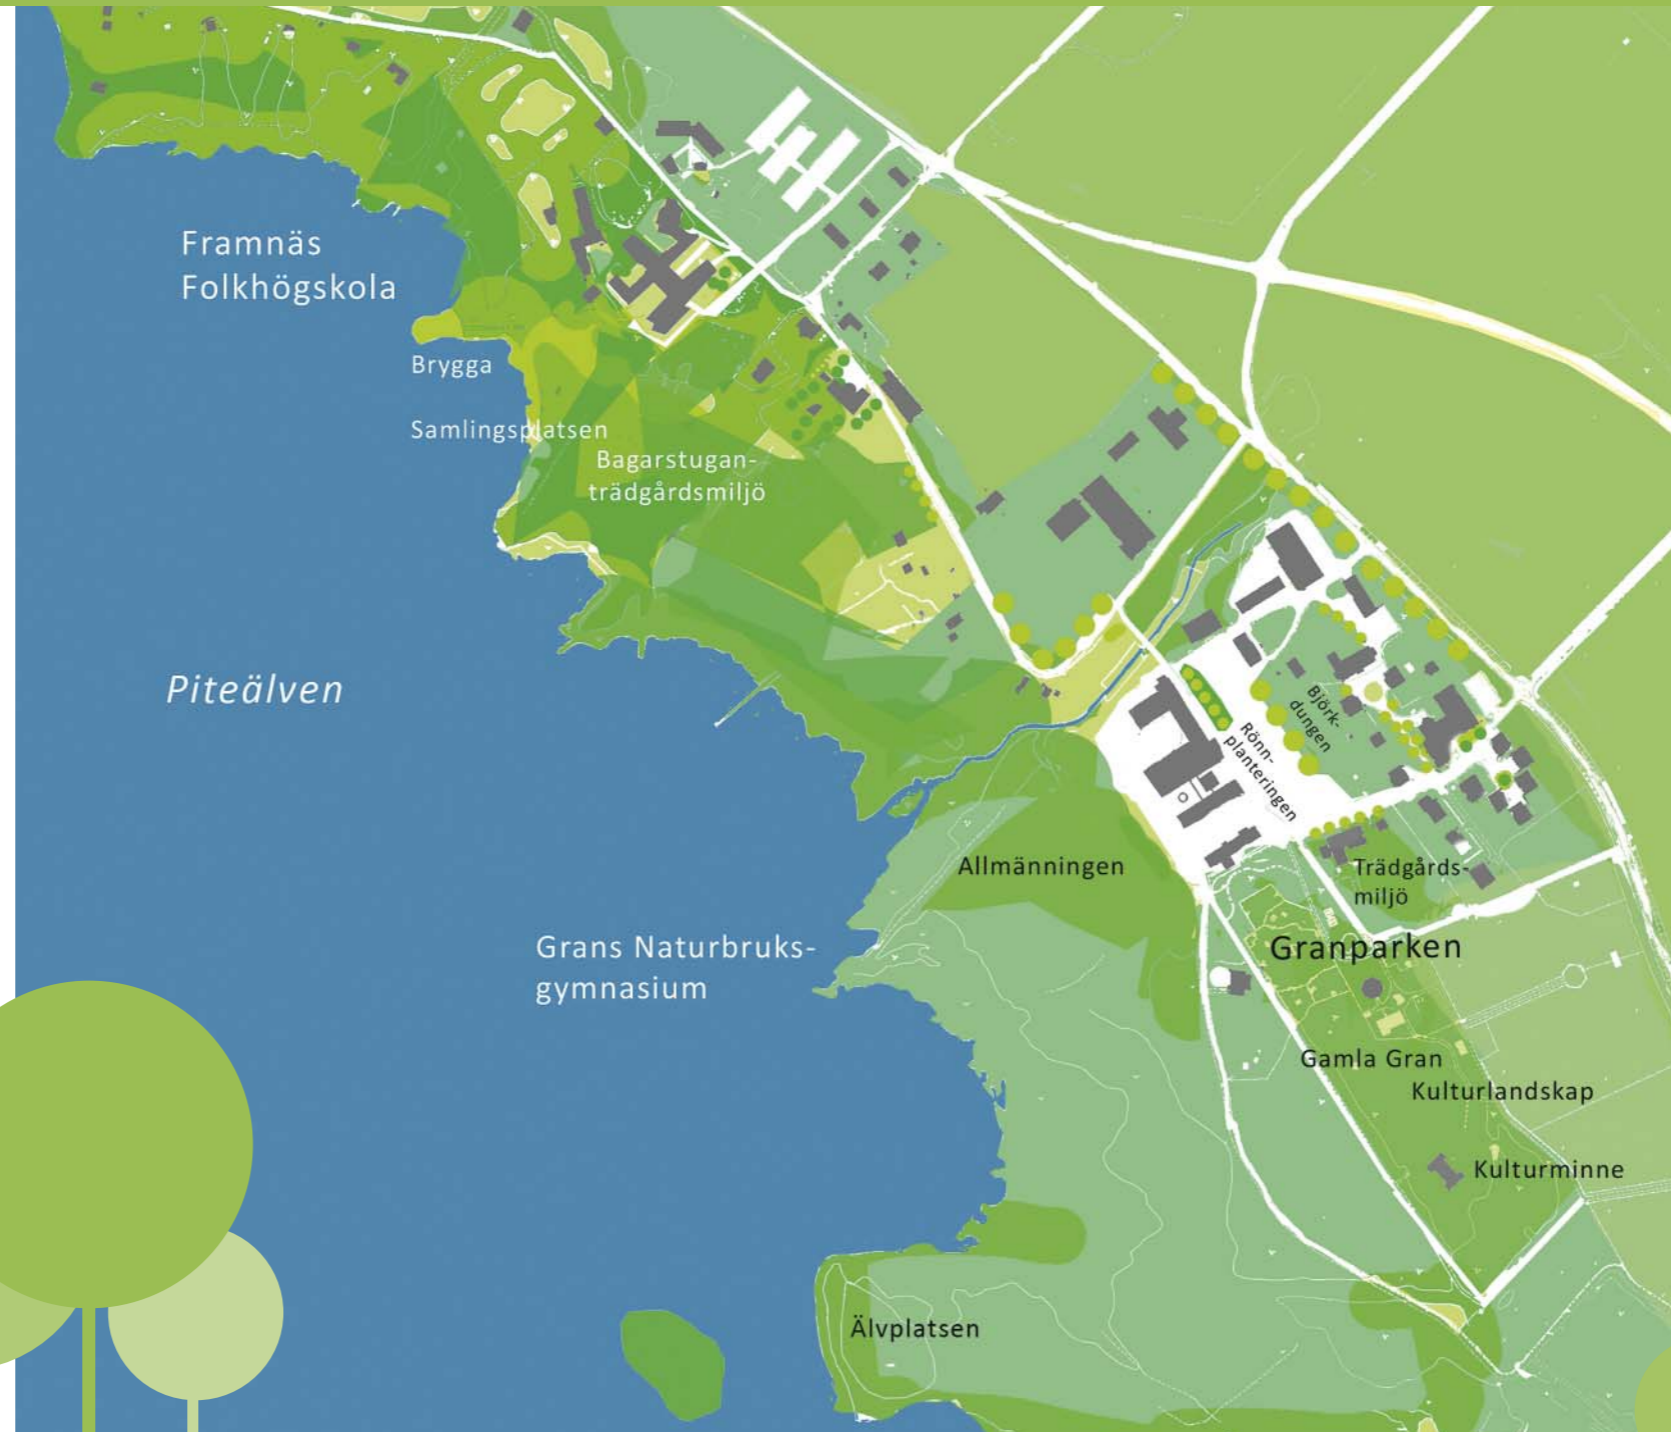 Framnäs
Folkhögskola
Brygga
Samlingsplatsen
Bagarstugan-
trädgårdsmiljö
Piteälven
Björk-
dungen
Rönn-
planteringen
Allmänningen
Trädgårds-
miljö
Grans Naturbruks-
gymnasium
Granparken
Gamla Gran
Kulturlandskap
Kulturminne
Älvplatsen